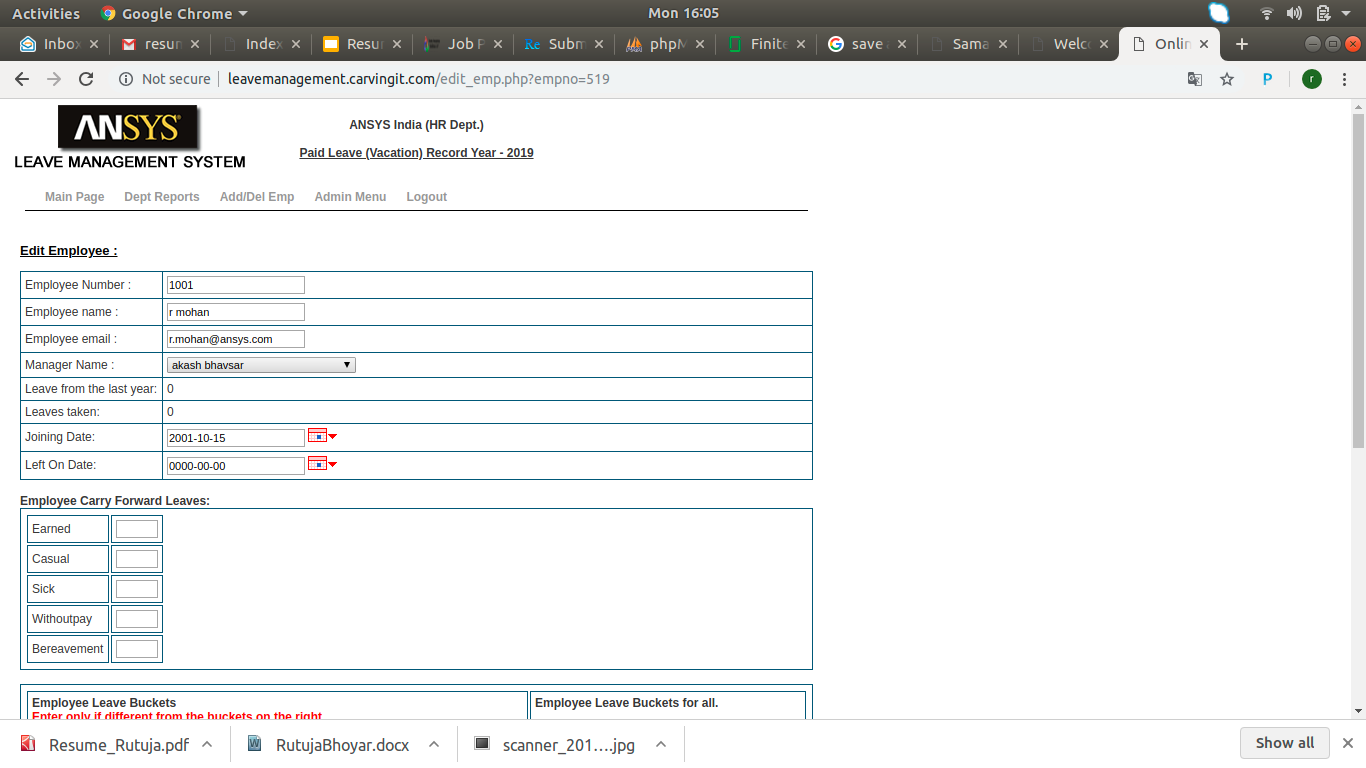 Activities Google Chrome Mon 16:05
Inbox resun Index Resu Job P Re Subm phpM Finite save a Sama Welco Onlin
Not secure leavemanagement.carvingit.com/edit_emp.php?empno=519 P r
ANSYS
LEAVE MANAGEMENT SYSTEM
ANSYS India (HR Dept.)
Paid Leave (Vacation) Record Year - 2019
Main Page Dept Reports Add/Del Emp Admin Menu Logout
Edit Employee :
Employee Number : 1001
Employee name : r mohan
Employee email : r.mohan@ansys.com
Manager Name : akash bhavsar
Leave from the last year: 0
Leaves taken: 0
Joining Date: 2001-10-15
Left On Date: 0000-00-00
Employee Carry Forward Leaves:
Earned
Casual
Sick
Withoutpay
Bereavement
Employee Leave Buckets Employee Leave Buckets for all.
Enter only if different from the buckets on the right
Resume_Rutuja.pdf RutujaBhoyar.docx scanner_201....jpg Show all